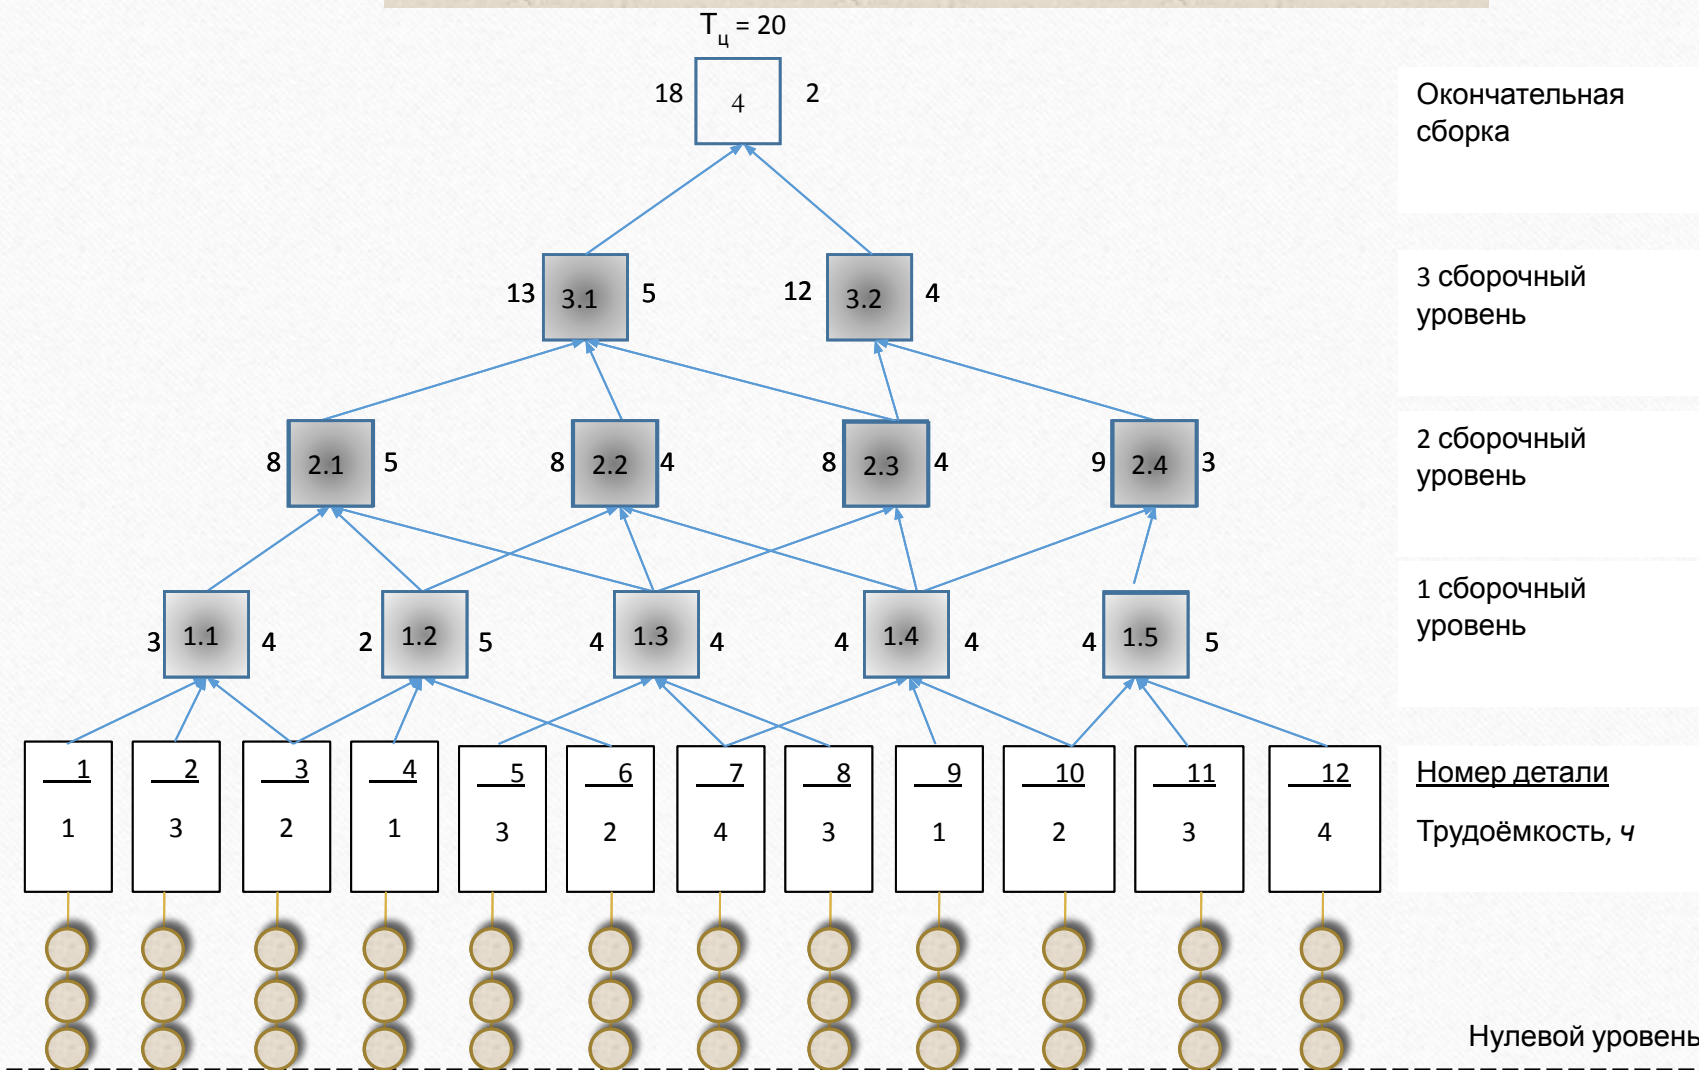 Тц = 20
18 4 2
Окончательная
сборка
13 3.1 5 12 3.2 4
3 сборочный
уровень
8 2.1 5 8 2.2 4 8 2.3 4 9 2.4 3
2 сборочный
уровень
3 1.1 4 2 1.2 5 4 1.3 4 4 1.4 4 4 1.5 5
1 сборочный
уровень
1 2 3 4 5 6 7 8 9 10 11 12
Номер детали
1 3 2 1 3 2 4 3 1 2 3 4
Трудоёмкость, ч
Нулевой уровень